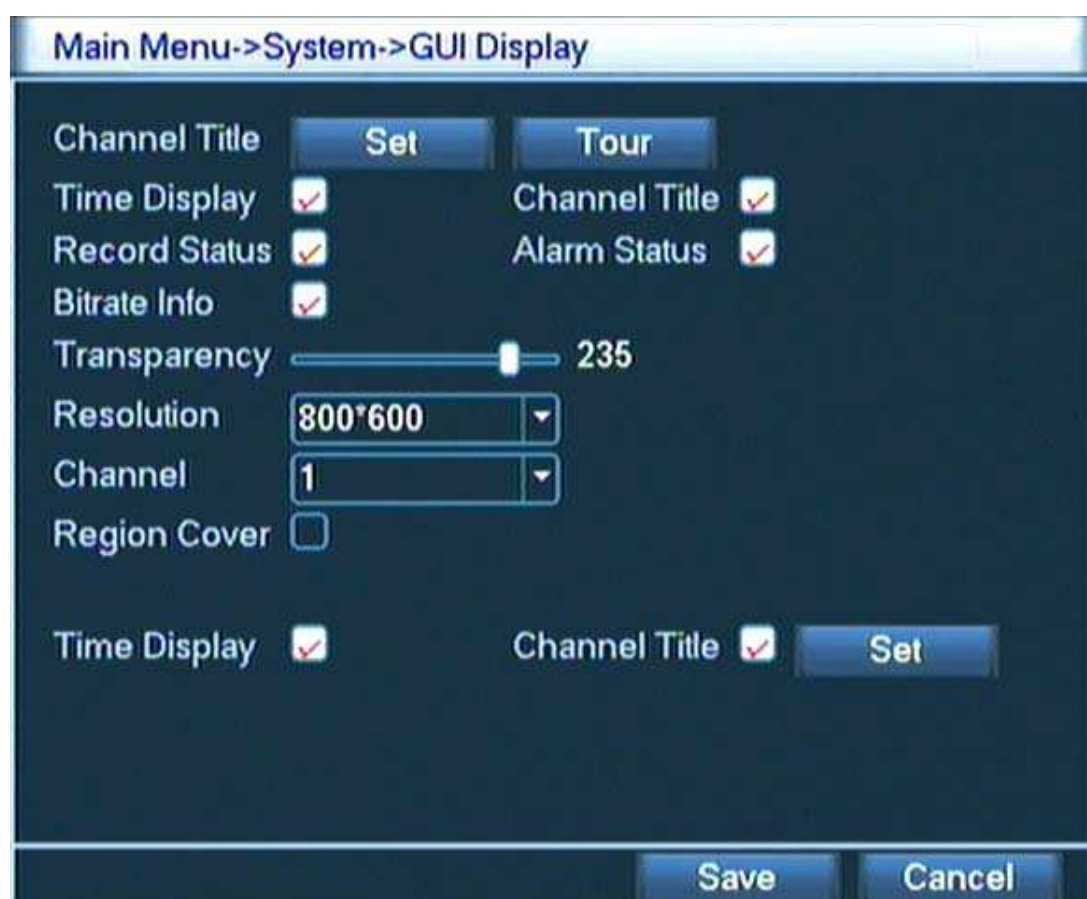 Main Menu->System->GUI Display
Channel Title Set Tour
Time Display Channel Title
Record Status Alarm Status
Bitrate Info
Transparency 235
Resolution 800*600
Channel 1
Region Cover
Time Display Channel Title Set
Save Cancel